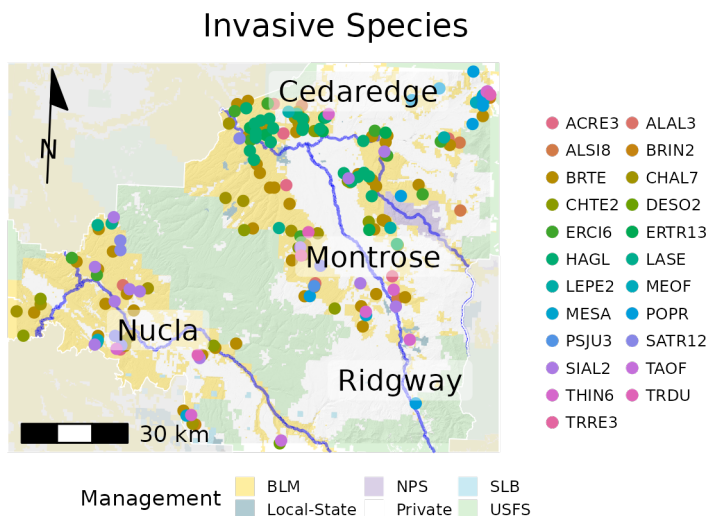 Invasive Species
Cedaredge
N
Montrose
Nucla
Ridgway
30 km
ACRE3 ALAL3
ALSI8 BRIN2
BRTE CHAL7
CHTE2 DESO2
ERCI6 ERTR13
HAGL LASE
LEPE2 MEOF
MESA POPR
PSJU3 SATR12
SIAL2 TAOF
THIN6 TRDU
TRRE3
Management BLM NPS SLB
Local-State Private USFS